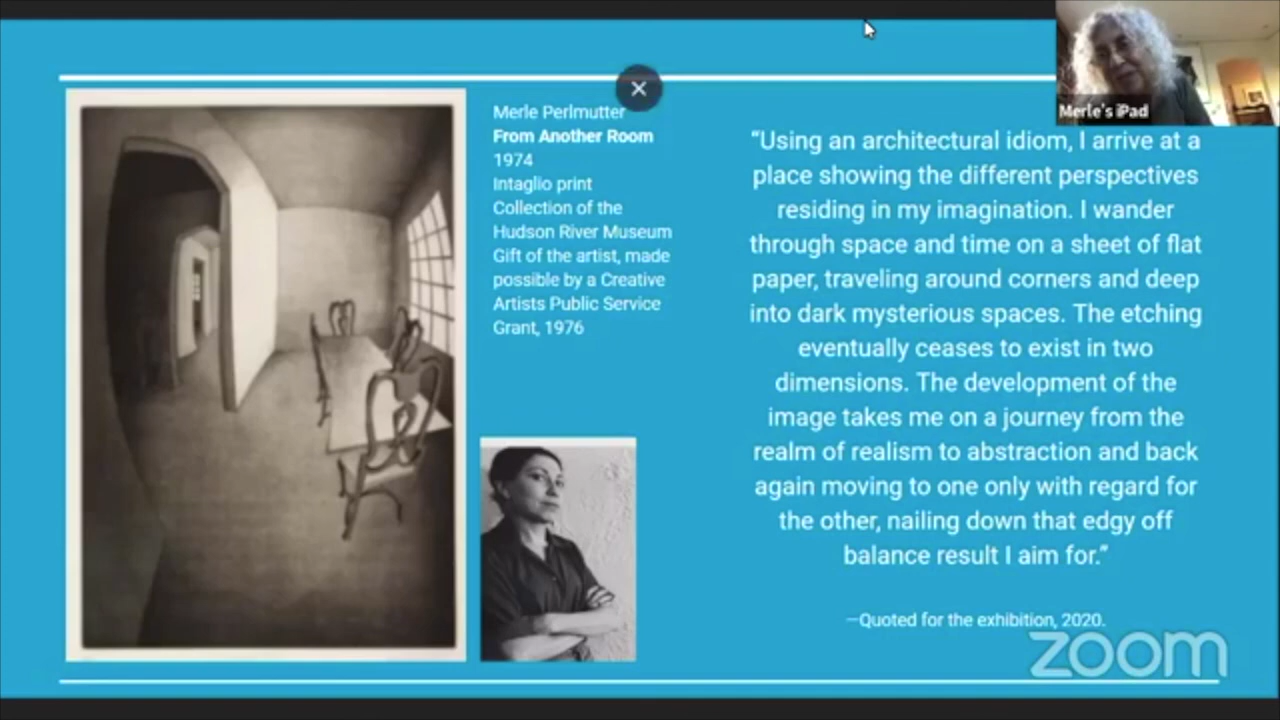 Merle's iPad
Merle Perlmutter
From Another Room
1974
Intaglio print
Collection of the
Hudson River Museum
Gift of the artist, made
possible by a Creative
Artists Public Service
Grant, 1976
“Using an architectural idiom, I arrive at a
place showing the different perspectives
residing in my imagination. I wander
through space and time on a sheet of flat
paper, traveling around corners and deep
into dark mysterious spaces. The etching
eventually ceases to exist in two
dimensions. The development of the
image takes me on a journey from the
realm of realism to abstraction and back
again moving to one only with regard for
the other, nailing down that edgy off
balance result I aim for.”
—Quoted for the exhibition, 2020.
zoom